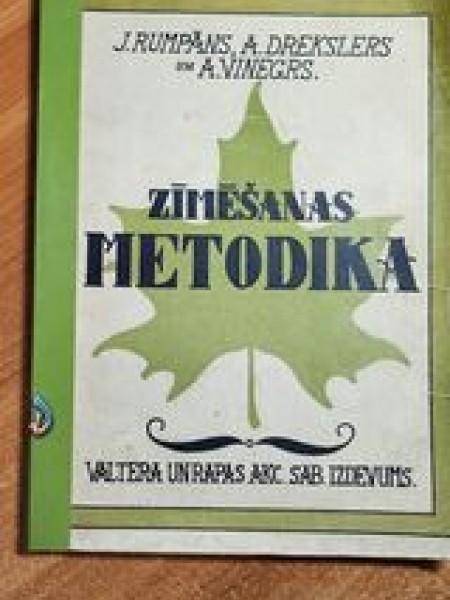 J. RUMPĀNS, A. DREKSLERS
UN A. VINEGRS.
ZĪMĒŠANAS
METODIKA
VALTERA UN RAPAS AKC. SAB. IZDEVUMS.